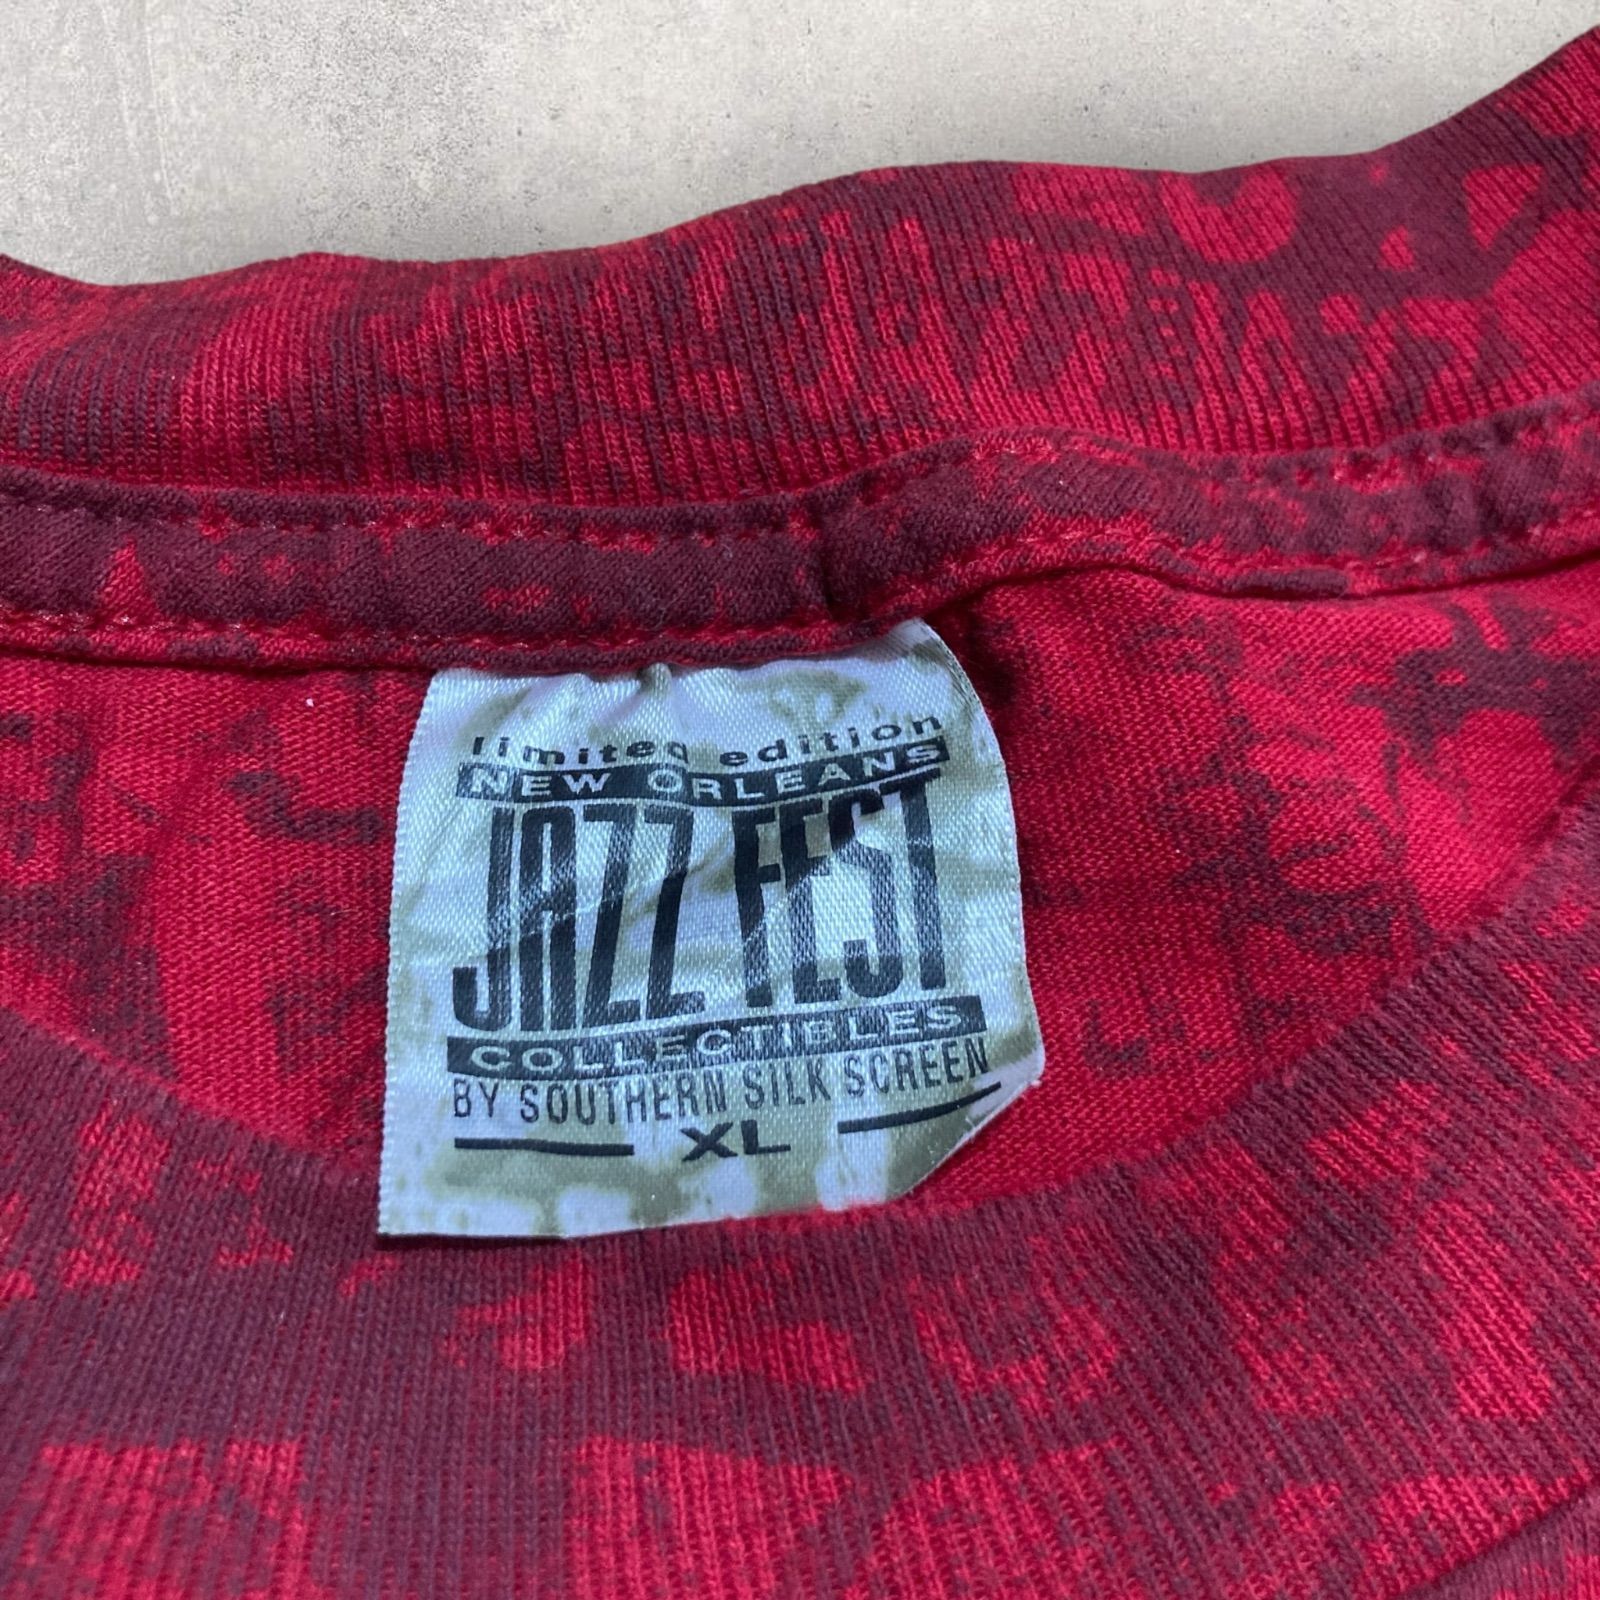 limited edition
NEW ORLEANS
JAZZ FEST
COLLECTIBLES
BY SOUTHERN SILK SCREEN
XL